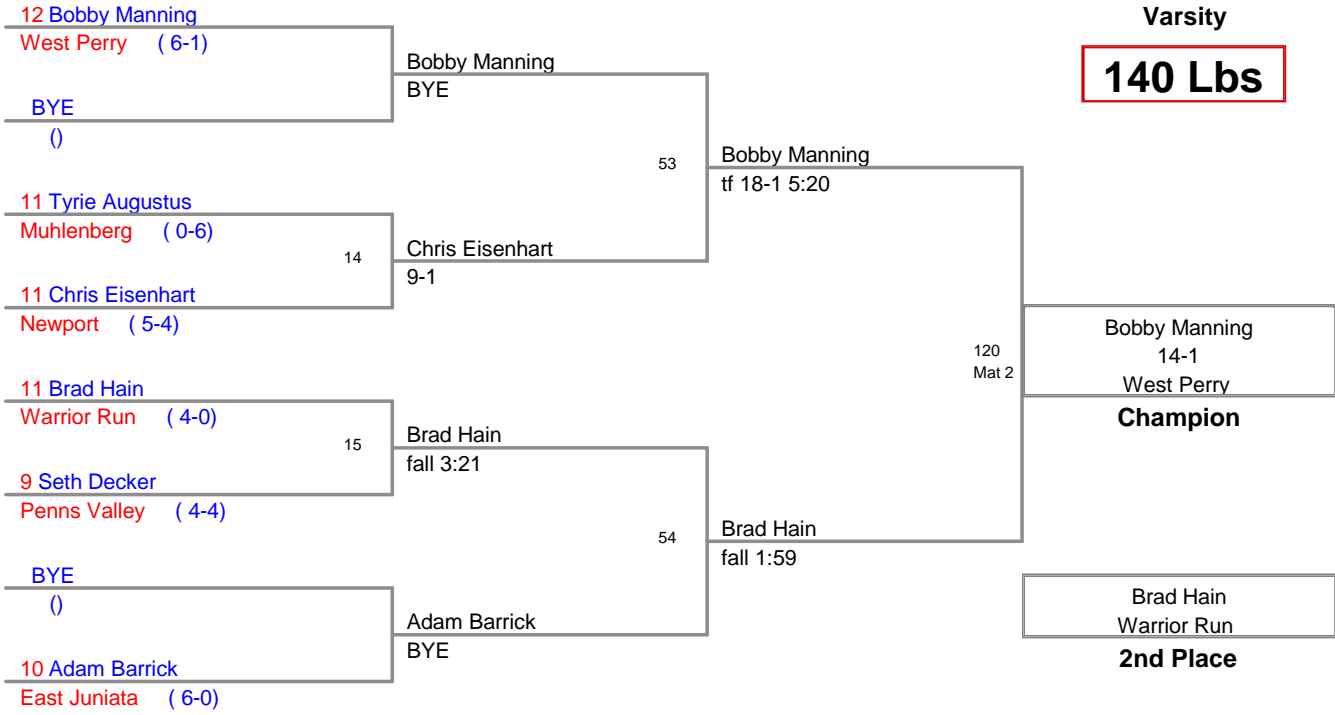 12 Bobby Manning
West Perry ( 6-1)
BYE
()
11 Tyrie Augustus
Muhlenberg ( 0-6)
11 Chris Eisenhart
Newport ( 5-4)
11 Brad Hain
Warrior Run ( 4-0)
9 Seth Decker
Penns Valley ( 4-4)
BYE
()
10 Adam Barrick
East Juniata ( 6-0)
Bobby Manning
BYE
14
Chris Eisenhart
9-1
15
Brad Hain
fall 3:21
Adam Barrick
BYE
53
Bobby Manning
tf 18-1 5:20
54
Brad Hain
fall 1:59
120
Mat 2
Varsity
140 Lbs
Bobby Manning
14-1
West Perry
Champion
Brad Hain
Warrior Run
2nd Place